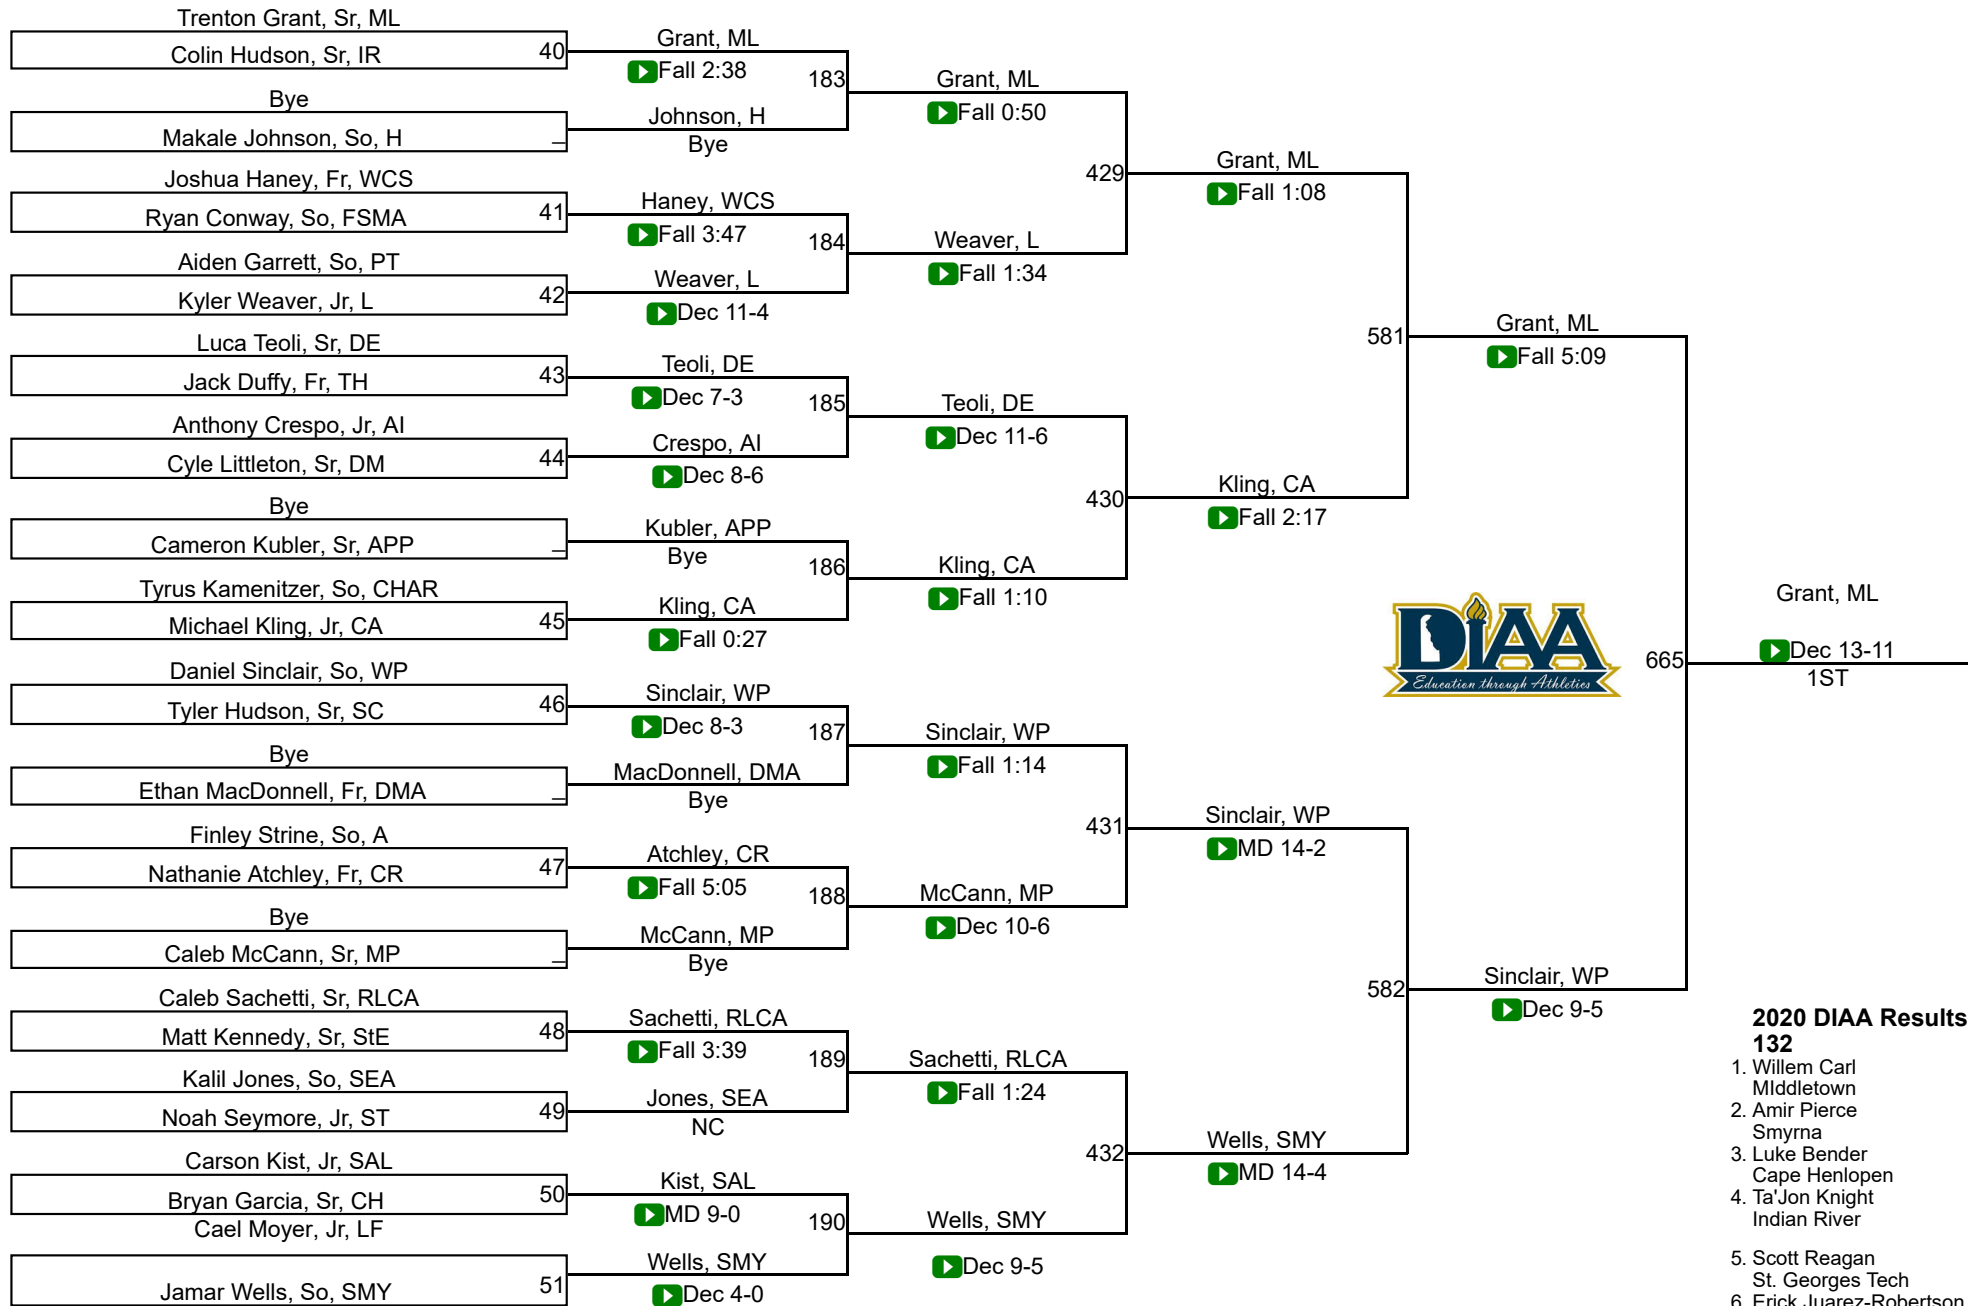 Trenton Grant, Sr, ML
Colin Hudson, Sr, IR
40
Bye
Makale Johnson, So, H
_
Joshua Haney, Fr, WCS
Ryan Conway, So, FSMA
41
Aiden Garrett, So, PT
Kyler Weaver, Jr, L
42
Luca Teoli, Sr, DE
Jack Duffy, Fr, TH
43
Anthony Crespo, Jr, AI
Cyle Littleton, Sr, DM
44
Bye
Cameron Kubler, Sr, APP
_
Tyrus Kamenitzer, So, CHAR
Michael Kling, Jr, CA
45
Daniel Sinclair, So, WP
Tyler Hudson, Sr, SC
46
Bye
Ethan MacDonnell, Fr, DMA
_
Finley Strine, So, A
Nathanie Atchley, Fr, CR
47
Bye
Caleb McCann, Sr, MP
_
Caleb Sachetti, Sr, RLCA
Matt Kennedy, Sr, StE
48
Kalil Jones, So, SEA
Noah Seymore, Jr, ST
49
Carson Kist, Jr, SAL
Bryan Garcia, Sr, CH
50
Cael Moyer, Jr, LF
Jamar Wells, So, SMY
51
Grant, ML
Fall 2:38
183
Johnson, H
Bye
Haney, WCS
Fall 3:47
184
Weaver, L
Dec 11-4
Teoli, DE
Dec 7-3
185
Crespo, AI
Dec 8-6
Kubler, APP
Bye
186
Kling, CA
Fall 0:27
Sinclair, WP
Dec 8-3
187
MacDonnell, DMA
Bye
Atchley, CR
Fall 5:05
188
McCann, MP
Bye
Sachetti, RLCA
Fall 3:39
189
Jones, SEA
NC
Kist, SAL
MD 9-0
190
Wells, SMY
Dec 4-0
Grant, ML
Fall 0:50
429
Weaver, L
Fall 1:34
Teoli, DE
Dec 11-6
430
Kling, CA
Fall 1:10
Sinclair, WP
Fall 1:14
431
McCann, MP
Dec 10-6
Sachetti, RLCA
Fall 1:24
432
Wells, SMY
Dec 9-5
Grant, ML
Fall 1:08
581
Kling, CA
Fall 2:17
Sinclair, WP
MD 14-2
582
Wells, SMY
MD 14-4
Grant, ML
Fall 5:09
DIAA
Education through Athletics
665
Sinclair, WP
Dec 9-5
Grant, ML
Dec 13-11
1ST
2020 DIAA Results
132
1. Willem Carl
MIddletown
2. Amir Pierce
Smyrna
3. Luke Bender
Cape Henlopen
4. Ta'Jon Knight
Indian River
5. Scott Reagan
St. Georges Tech
6. Erick Juarez-Robertson